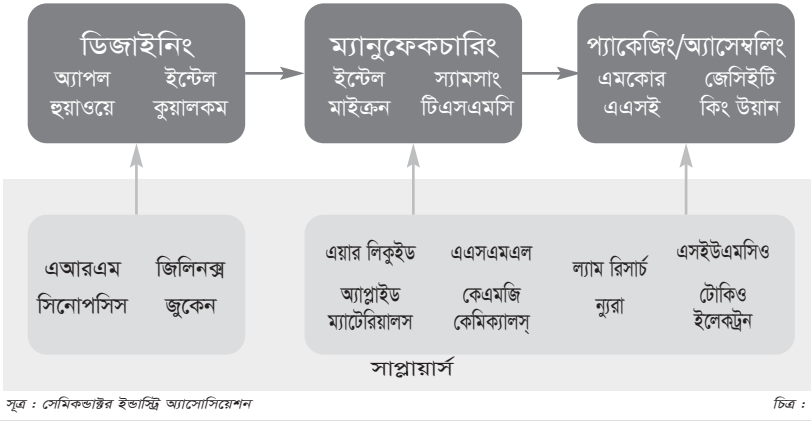 ডিজাইনিং
অ্যাপল ইন্টেল
হুয়াওয়ে কুয়ালকম
ম্যানুফেকচারিং
ইন্টেল স্যামসাং
মাইক্রন টিএসএমসি
প্যাকেজিং/অ্যাসেম্বলিং
এমকোর জেসিইটি
এএসই কিং উয়ান
এআরএম জিলিনক্স
সিনোপসিস জুকেন
এয়ার লিকুইড এএসএমএল ল্যাম রিসার্চ এসইউএমসিও
অ্যাপ্লাইড ম্যাটেরিয়ালস কেএমজি কেমিক্যালস্ ন্যুরা টোকিও ইলেকট্রন
সাপ্লায়ার্স
সূত্র : সেমিকন্ডাক্টর ইন্ডাস্ট্রি অ্যাসোসিয়েশন
চিত্র :